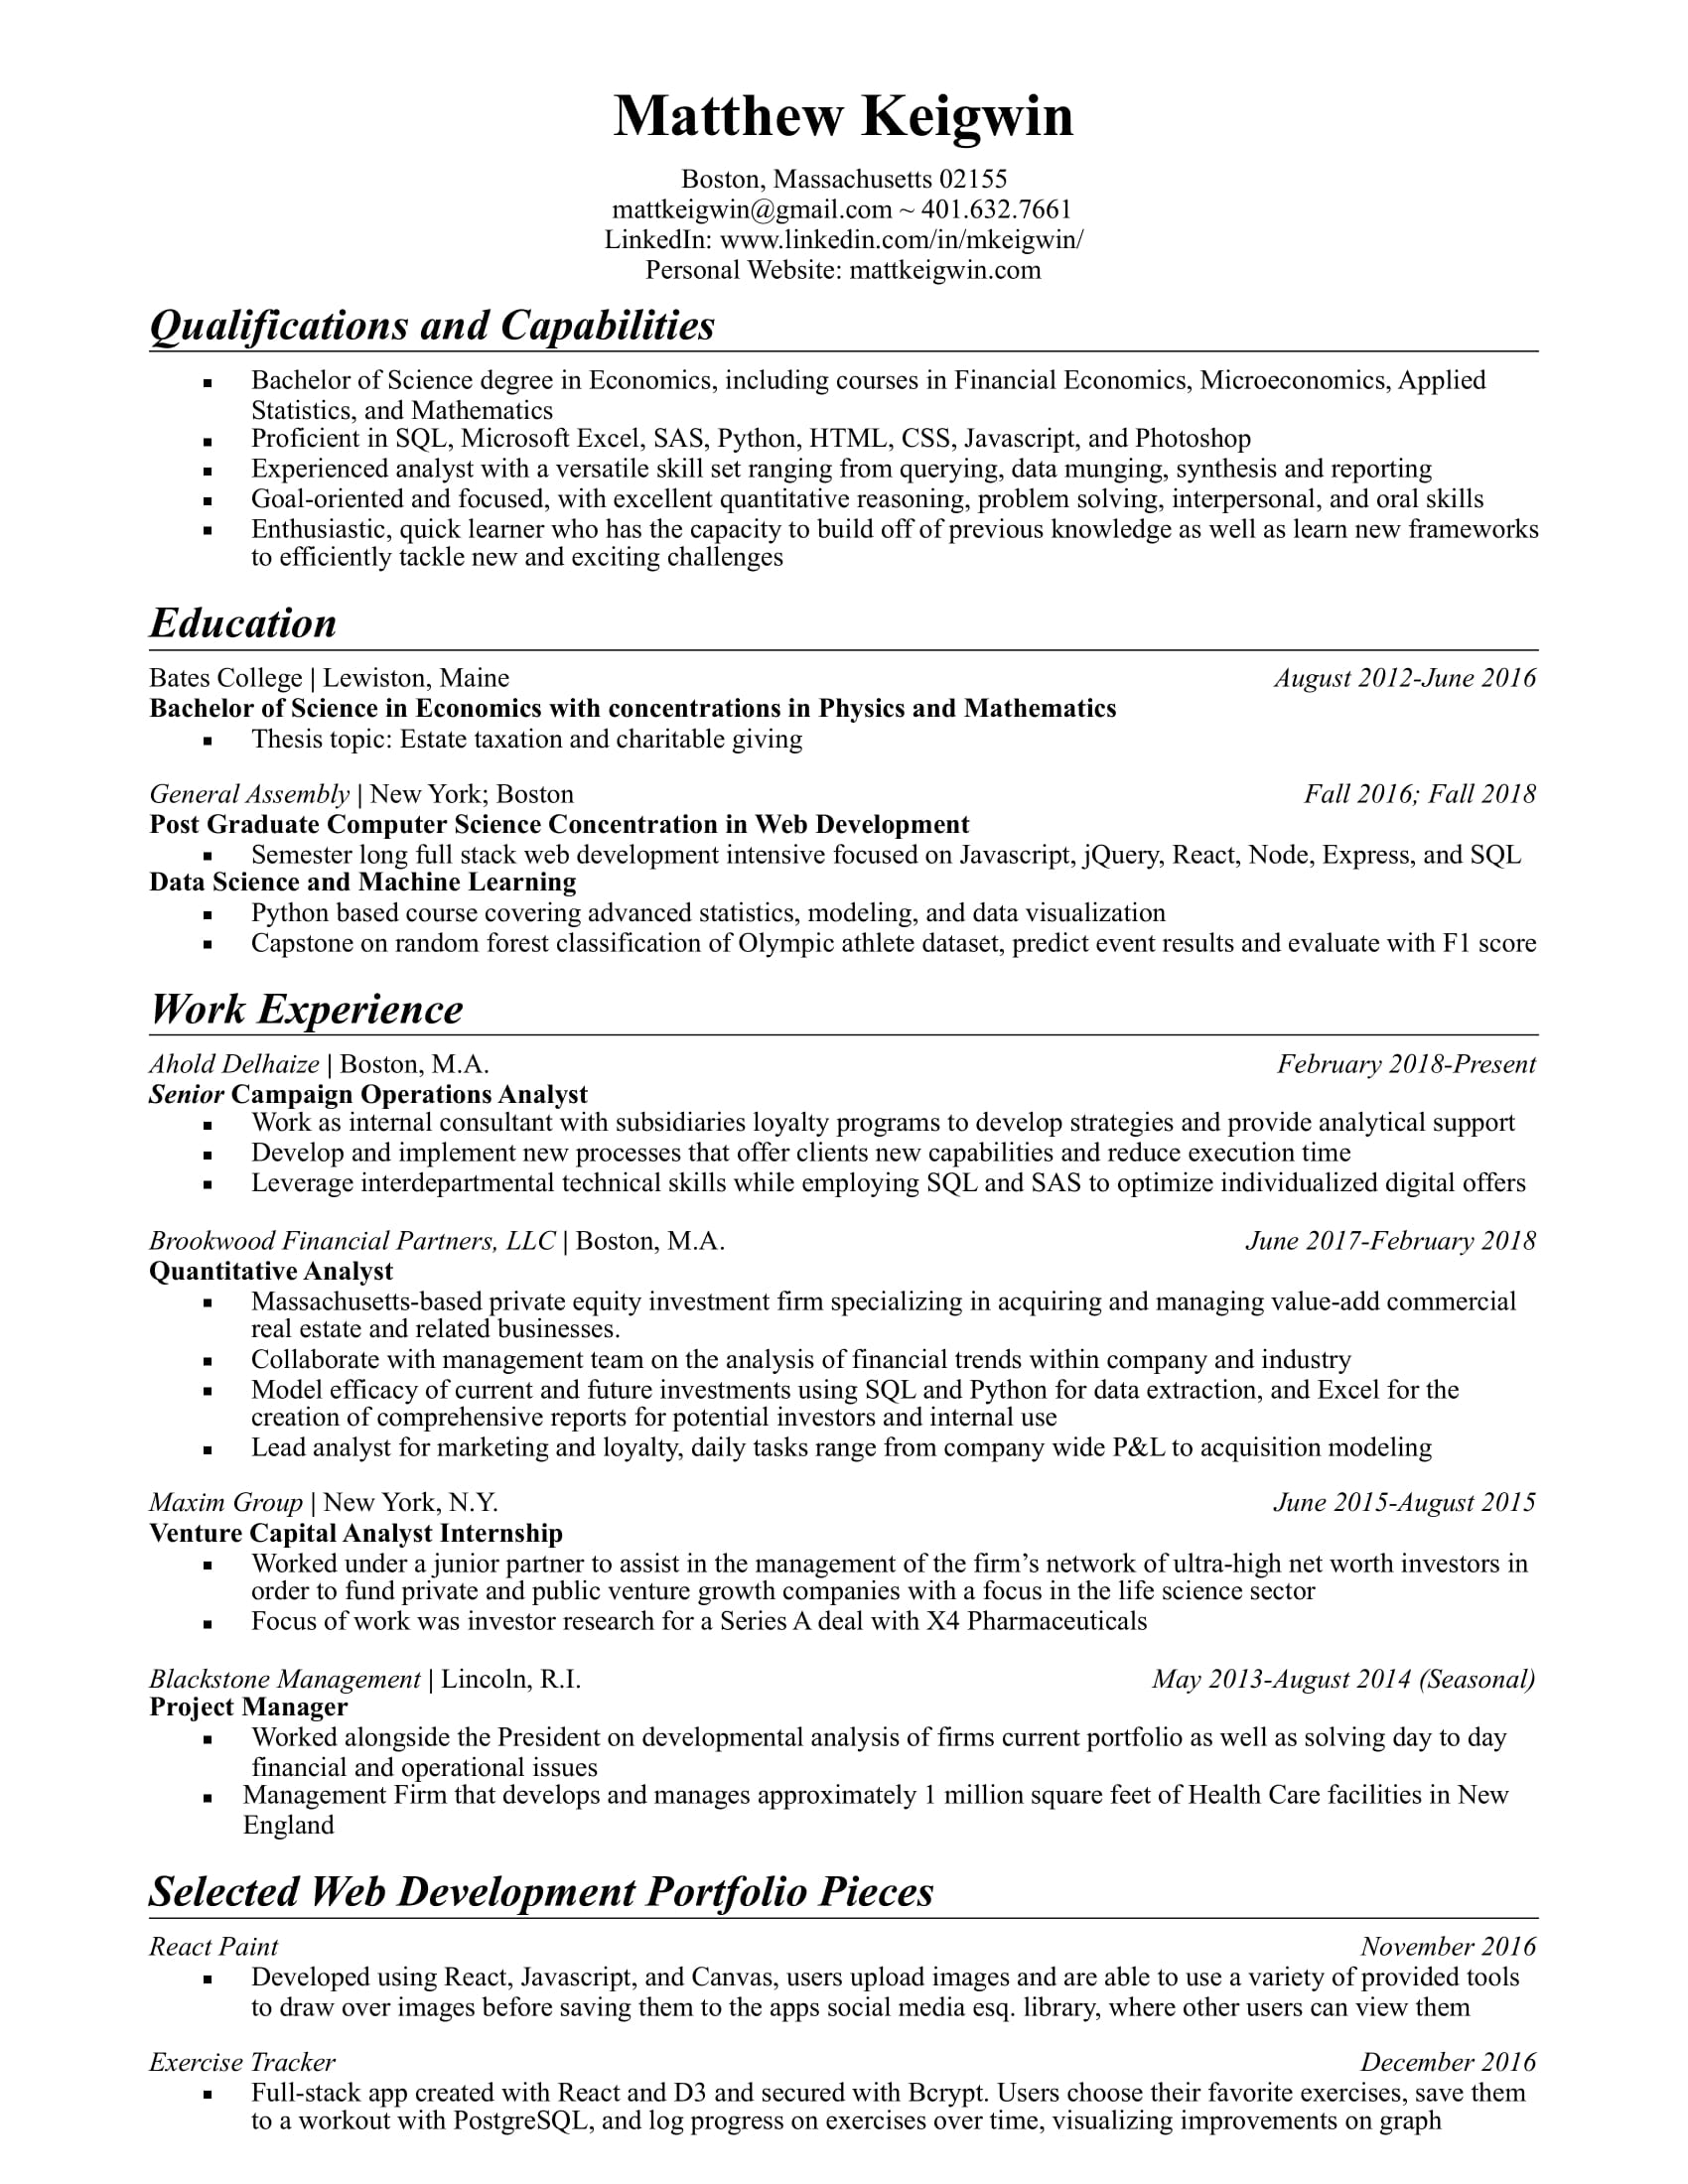 Matthew Keigwin
Boston, Massachusetts 02155
mattkeigwin@gmail.com ~ 401.632.7661
LinkedIn: www.linkedin.com/in/mkeigwin/
Personal Website: mattkeigwin.com
Qualifications and Capabilities
▪ Bachelor of Science degree in Economics, including courses in Financial Economics, Microeconomics, Applied
Statistics, and Mathematics
▪ Proficient in SQL, Microsoft Excel, SAS, Python, HTML, CSS, Javascript, and Photoshop
▪ Experienced analyst with a versatile skill set ranging from querying, data munging, synthesis and reporting
▪ Goal-oriented and focused, with excellent quantitative reasoning, problem solving, interpersonal, and oral skills
▪ Enthusiastic, quick learner who has the capacity to build off of previous knowledge as well as learn new frameworks
to efficiently tackle new and exciting challenges
Education
Bates College | Lewiston, Maine August 2012-June 2016
Bachelor of Science in Economics with concentrations in Physics and Mathematics
▪ Thesis topic: Estate taxation and charitable giving
General Assembly | New York; Boston Fall 2016; Fall 2018
Post Graduate Computer Science Concentration in Web Development
▪ Semester long full stack web development intensive focused on Javascript, jQuery, React, Node, Express, and SQL
Data Science and Machine Learning
▪ Python based course covering advanced statistics, modeling, and data visualization
▪ Capstone on random forest classification of Olympic athlete dataset, predict event results and evaluate with F1 score
Work Experience
Ahold Delhaize | Boston, M.A. February 2018-Present
Senior Campaign Operations Analyst
▪ Work as internal consultant with subsidiaries loyalty programs to develop strategies and provide analytical support
▪ Develop and implement new processes that offer clients new capabilities and reduce execution time
▪ Leverage interdepartmental technical skills while employing SQL and SAS to optimize individualized digital offers
Brookwood Financial Partners, LLC | Boston, M.A. June 2017-February 2018
Quantitative Analyst
▪ Massachusetts-based private equity investment firm specializing in acquiring and managing value-add commercial
real estate and related businesses.
▪ Collaborate with management team on the analysis of financial trends within company and industry
▪ Model efficacy of current and future investments using SQL and Python for data extraction, and Excel for the
creation of comprehensive reports for potential investors and internal use
▪ Lead analyst for marketing and loyalty, daily tasks range from company wide P&L to acquisition modeling
Maxim Group | New York, N.Y. June 2015-August 2015
Venture Capital Analyst Internship
▪ Worked under a junior partner to assist in the management of the firm’s network of ultra-high net worth investors in
order to fund private and public venture growth companies with a focus in the life science sector
▪ Focus of work was investor research for a Series A deal with X4 Pharmaceuticals
Blackstone Management | Lincoln, R.I. May 2013-August 2014 (Seasonal)
Project Manager
▪ Worked alongside the President on developmental analysis of firms current portfolio as well as solving day to day
financial and operational issues
▪ Management Firm that develops and manages approximately 1 million square feet of Health Care facilities in New
England
Selected Web Development Portfolio Pieces
React Paint November 2016
▪ Developed using React, Javascript, and Canvas, users upload images and are able to use a variety of provided tools
to draw over images before saving them to the apps social media esq. library, where other users can view them
Exercise Tracker December 2016
▪ Full-stack app created with React and D3 and secured with Bcrypt. Users choose their favorite exercises, save them
to a workout with PostgreSQL, and log progress on exercises over time, visualizing improvements on graph